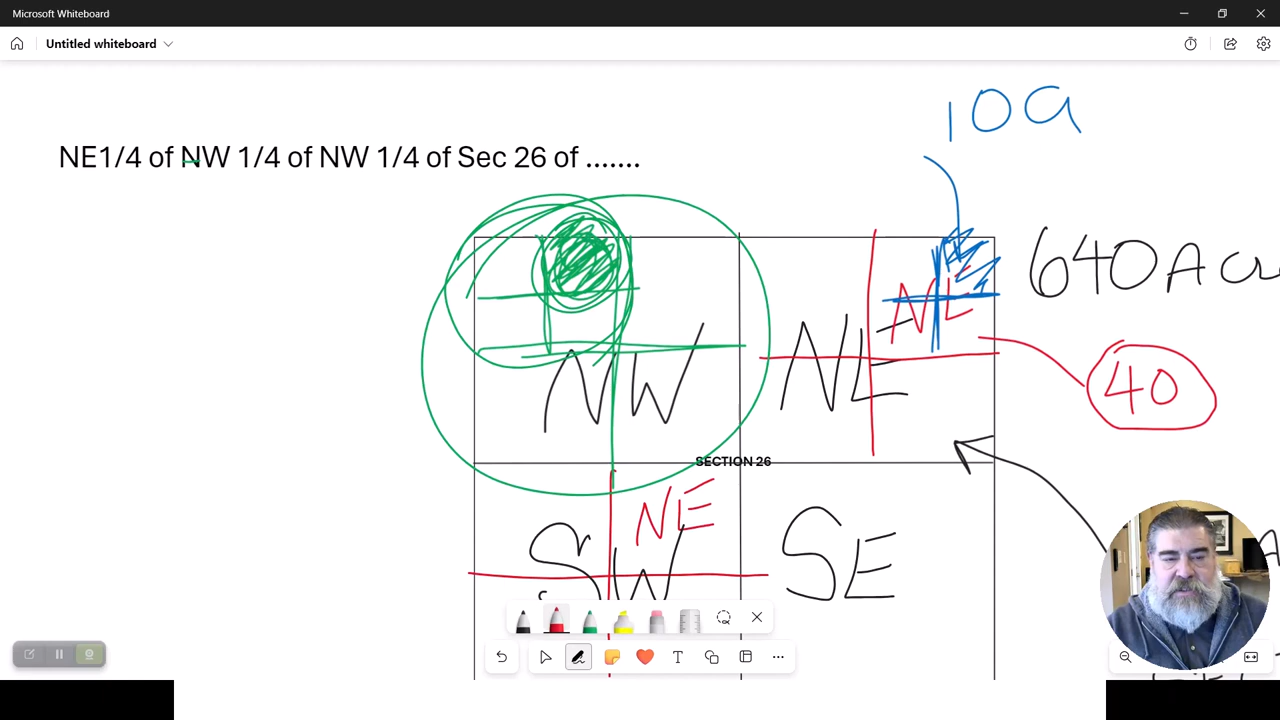 Microsoft Whiteboard
Untitled whiteboard
10a
NE1/4 of NW 1/4 of NW 1/4 of Sec 26 of .......
640 Acr
NE
NW
NE
40
SECTION 26
NE
SW
SE
T